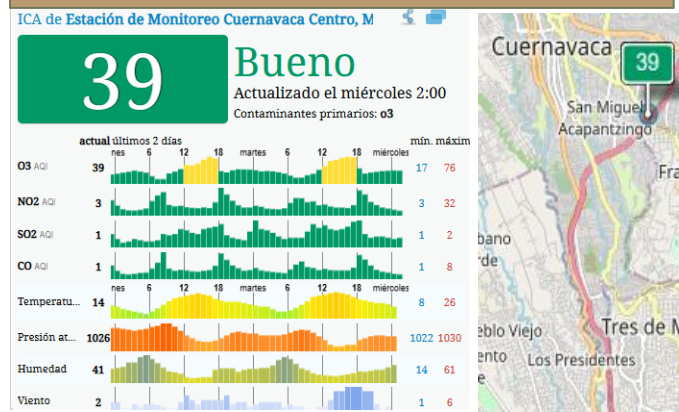 ICA de Estación de Monitoreo Cuernavaca Centro, M
39
Bueno
Actualizado el miércoles 2:00
Contaminantes primarios: o3
actual últimos 2 días mín. máxim
nes 6 12 18 martes 6 12 18 miércoles
O3 AQI 39 17 76
NO2 AQI 3 3 32
SO2 AQI 1 1 2
CO AQI 1 1 8
nes 6 12 18 martes 6 12 18 miércoles
Temperatu... 14 8 26
Presión at... 1026 1022 1030
Humedad 41 14 61
Viento 2 1 6
Cuernavaca
39
San Miguel
Acapantzingo
Fra
bano
rde
eblo Viejo
Tres de M
ento
Los Presidentes
e